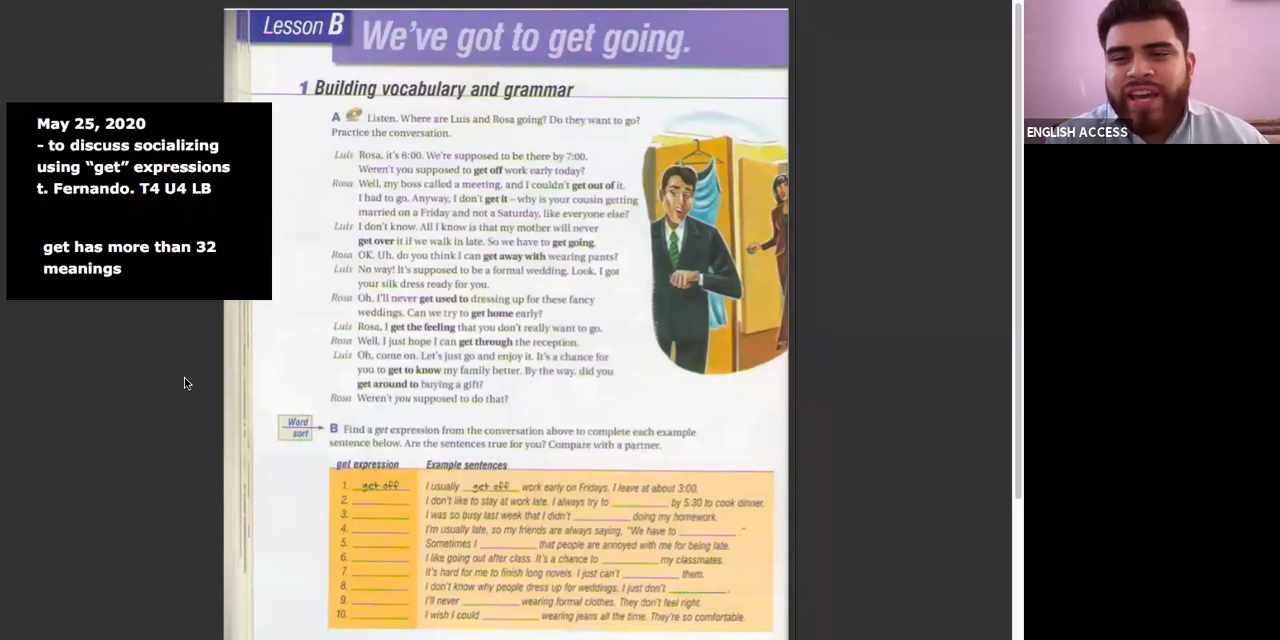 Lesson B
We've got to get going.
1 Building vocabulary and grammar
A Listen. Where are Luis and Rosa going? Do they want to go?
Practice the conversation.
Luis Rosa, it's 6:00. We're supposed to be there by 7:00.
Weren't you supposed to get off work early today?
Rosa Well, my boss called a meeting, and I couldn't get out of it.
I had to go. Anyway, I don't get it – why is your cousin getting
married on a Friday and not a Saturday, like everyone else?
Luis I don't know. All I know is that my mother will never
get over it if we walk in late. So we have to get going.
Rosa OK. Uh, do you think I can get away with wearing pants?
Luis No way! It's supposed to be a formal wedding. Look, I got
your silk dress ready for you.
Rosa Oh, I'll never get used to dressing up for these fancy
weddings. Can we try to get home early?
Luis Rosa, I get the feeling that you don't really want to go.
Rosa Well, I just hope I can get through the reception.
Luis Oh, come on. Let's just go and enjoy it. It's a chance for
you to get to know my family better. By the way, did you
get around to buying a gift?
Rosa Weren't you supposed to do that?
Word
sort
B Find a get expression from the conversation above to complete each example
sentence below. Are the sentences true for you? Compare with a partner.
get expression Example sentences
1. get off I usually get off work early on Fridays. I leave at about 3:00.
2. I don't like to stay at work late. I always try to by 5:30 to cook dinner.
3. I was so busy last week that I didn't doing my homework.
4. I'm usually late, so my friends are always saying, "We have to ."
5. Sometimes I that people are annoyed with me for being late.
6. I like going out after class. It's a chance to my classmates.
7. It's hard for me to finish long novels. I just can't them.
8. I don't know why people dress up for weddings. I just don't .
9. I'll never wearing formal clothes. They don't feel right.
10. I wish I could wearing jeans all the time. They're so comfortable.
May 25, 2020
- to discuss socializing
using “get” expressions
t. Fernando. T4 U4 LB
get has more than 32
meanings
ENGLISH ACCESS